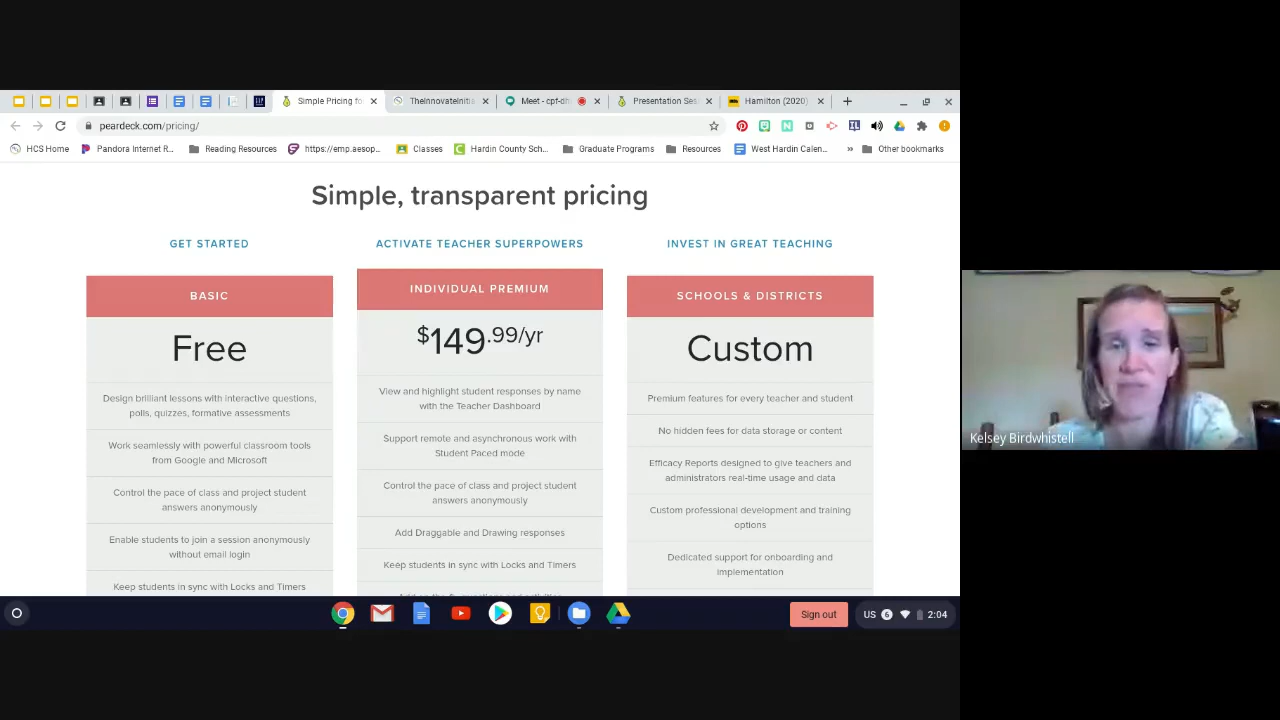 Simple Pricing fo
TheInnovateInitia
Meet - cpf-dh
Presentation Ses
Hamilton (2020)
peardeck.com/pricing/
HCS Home
Pandora Internet R...
Reading Resources
https://emp.aesop...
Classes
Hardin County Sch...
Graduate Programs
Resources
West Hardin Calen...
»
Other bookmarks
Simple, transparent pricing
GET STARTED
BASIC
Free
Design brilliant lessons with interactive questions,
polls, quizzes, formative assessments
Work seamlessly with powerful classroom tools
from Google and Microsoft
Control the pace of class and project student
answers anonymously
Enable students to join a session anonymously
without email login
Keep students in sync with Locks and Timers
ACTIVATE TEACHER SUPERPOWERS
INDIVIDUAL PREMIUM
$149.99/yr
View and highlight student responses by name
with the Teacher Dashboard
Support remote and asynchronous work with
Student Paced mode
Control the pace of class and project student
answers anonymously
Add Draggable and Drawing responses
Keep students in sync with Locks and Timers
INVEST IN GREAT TEACHING
SCHOOLS & DISTRICTS
Custom
Premium features for every teacher and student
No hidden fees for data storage or content
Efficacy Reports designed to give teachers and
administrators real-time usage and data
Custom professional development and training
options
Dedicated support for onboarding and
implementation
Kelsey Birdwhistell
Sign out
US 6 2:04